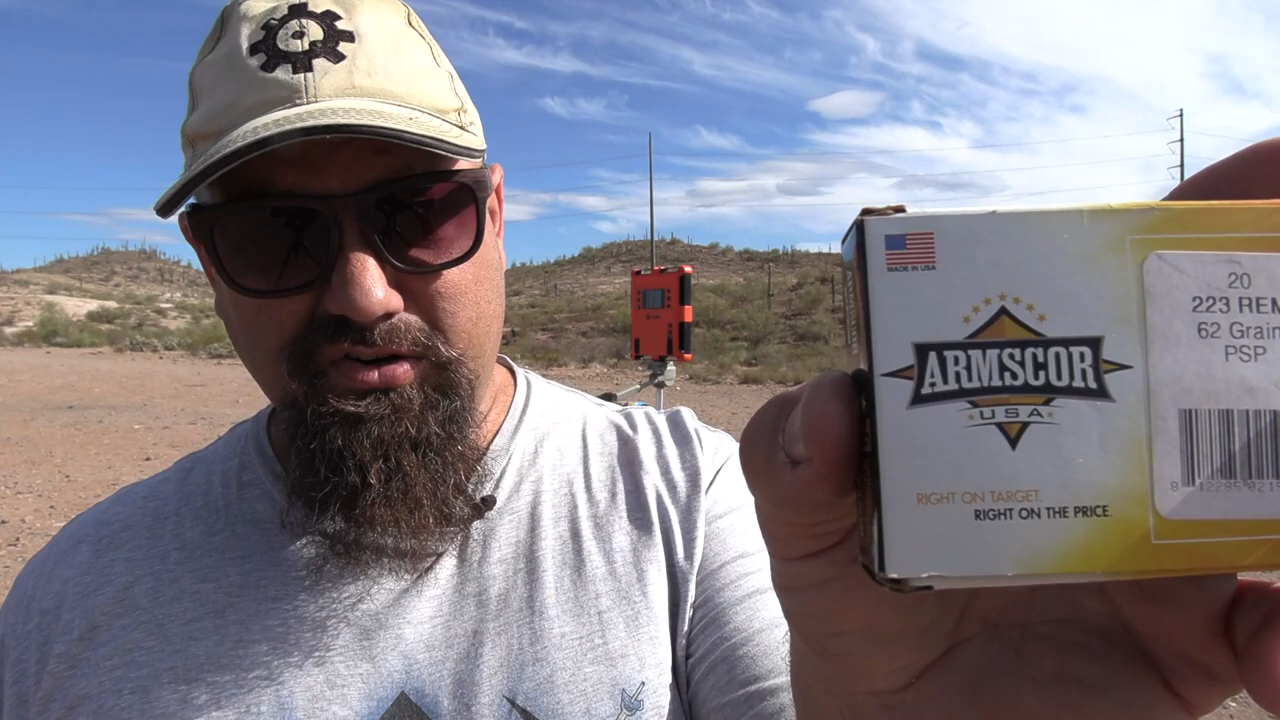 MADE IN USA
ARMSCOR
USA
RIGHT ON TARGET.
RIGHT ON THE PRICE.
20
223 REM
62 Grain
PSP